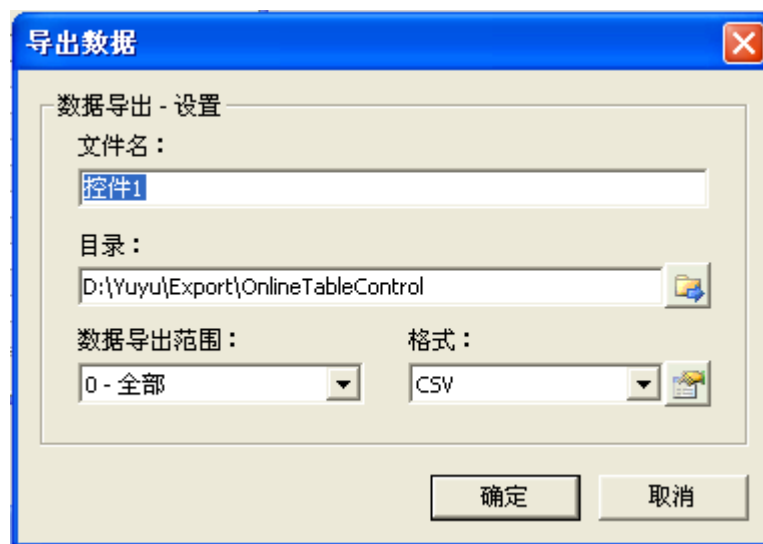 导出数据
数据导出 - 设置
文件名：
控件1
目录：
D:\Yuyu\Export\OnlineTableControl
数据导出范围： 格式：
0 - 全部 CSV
确定 取消